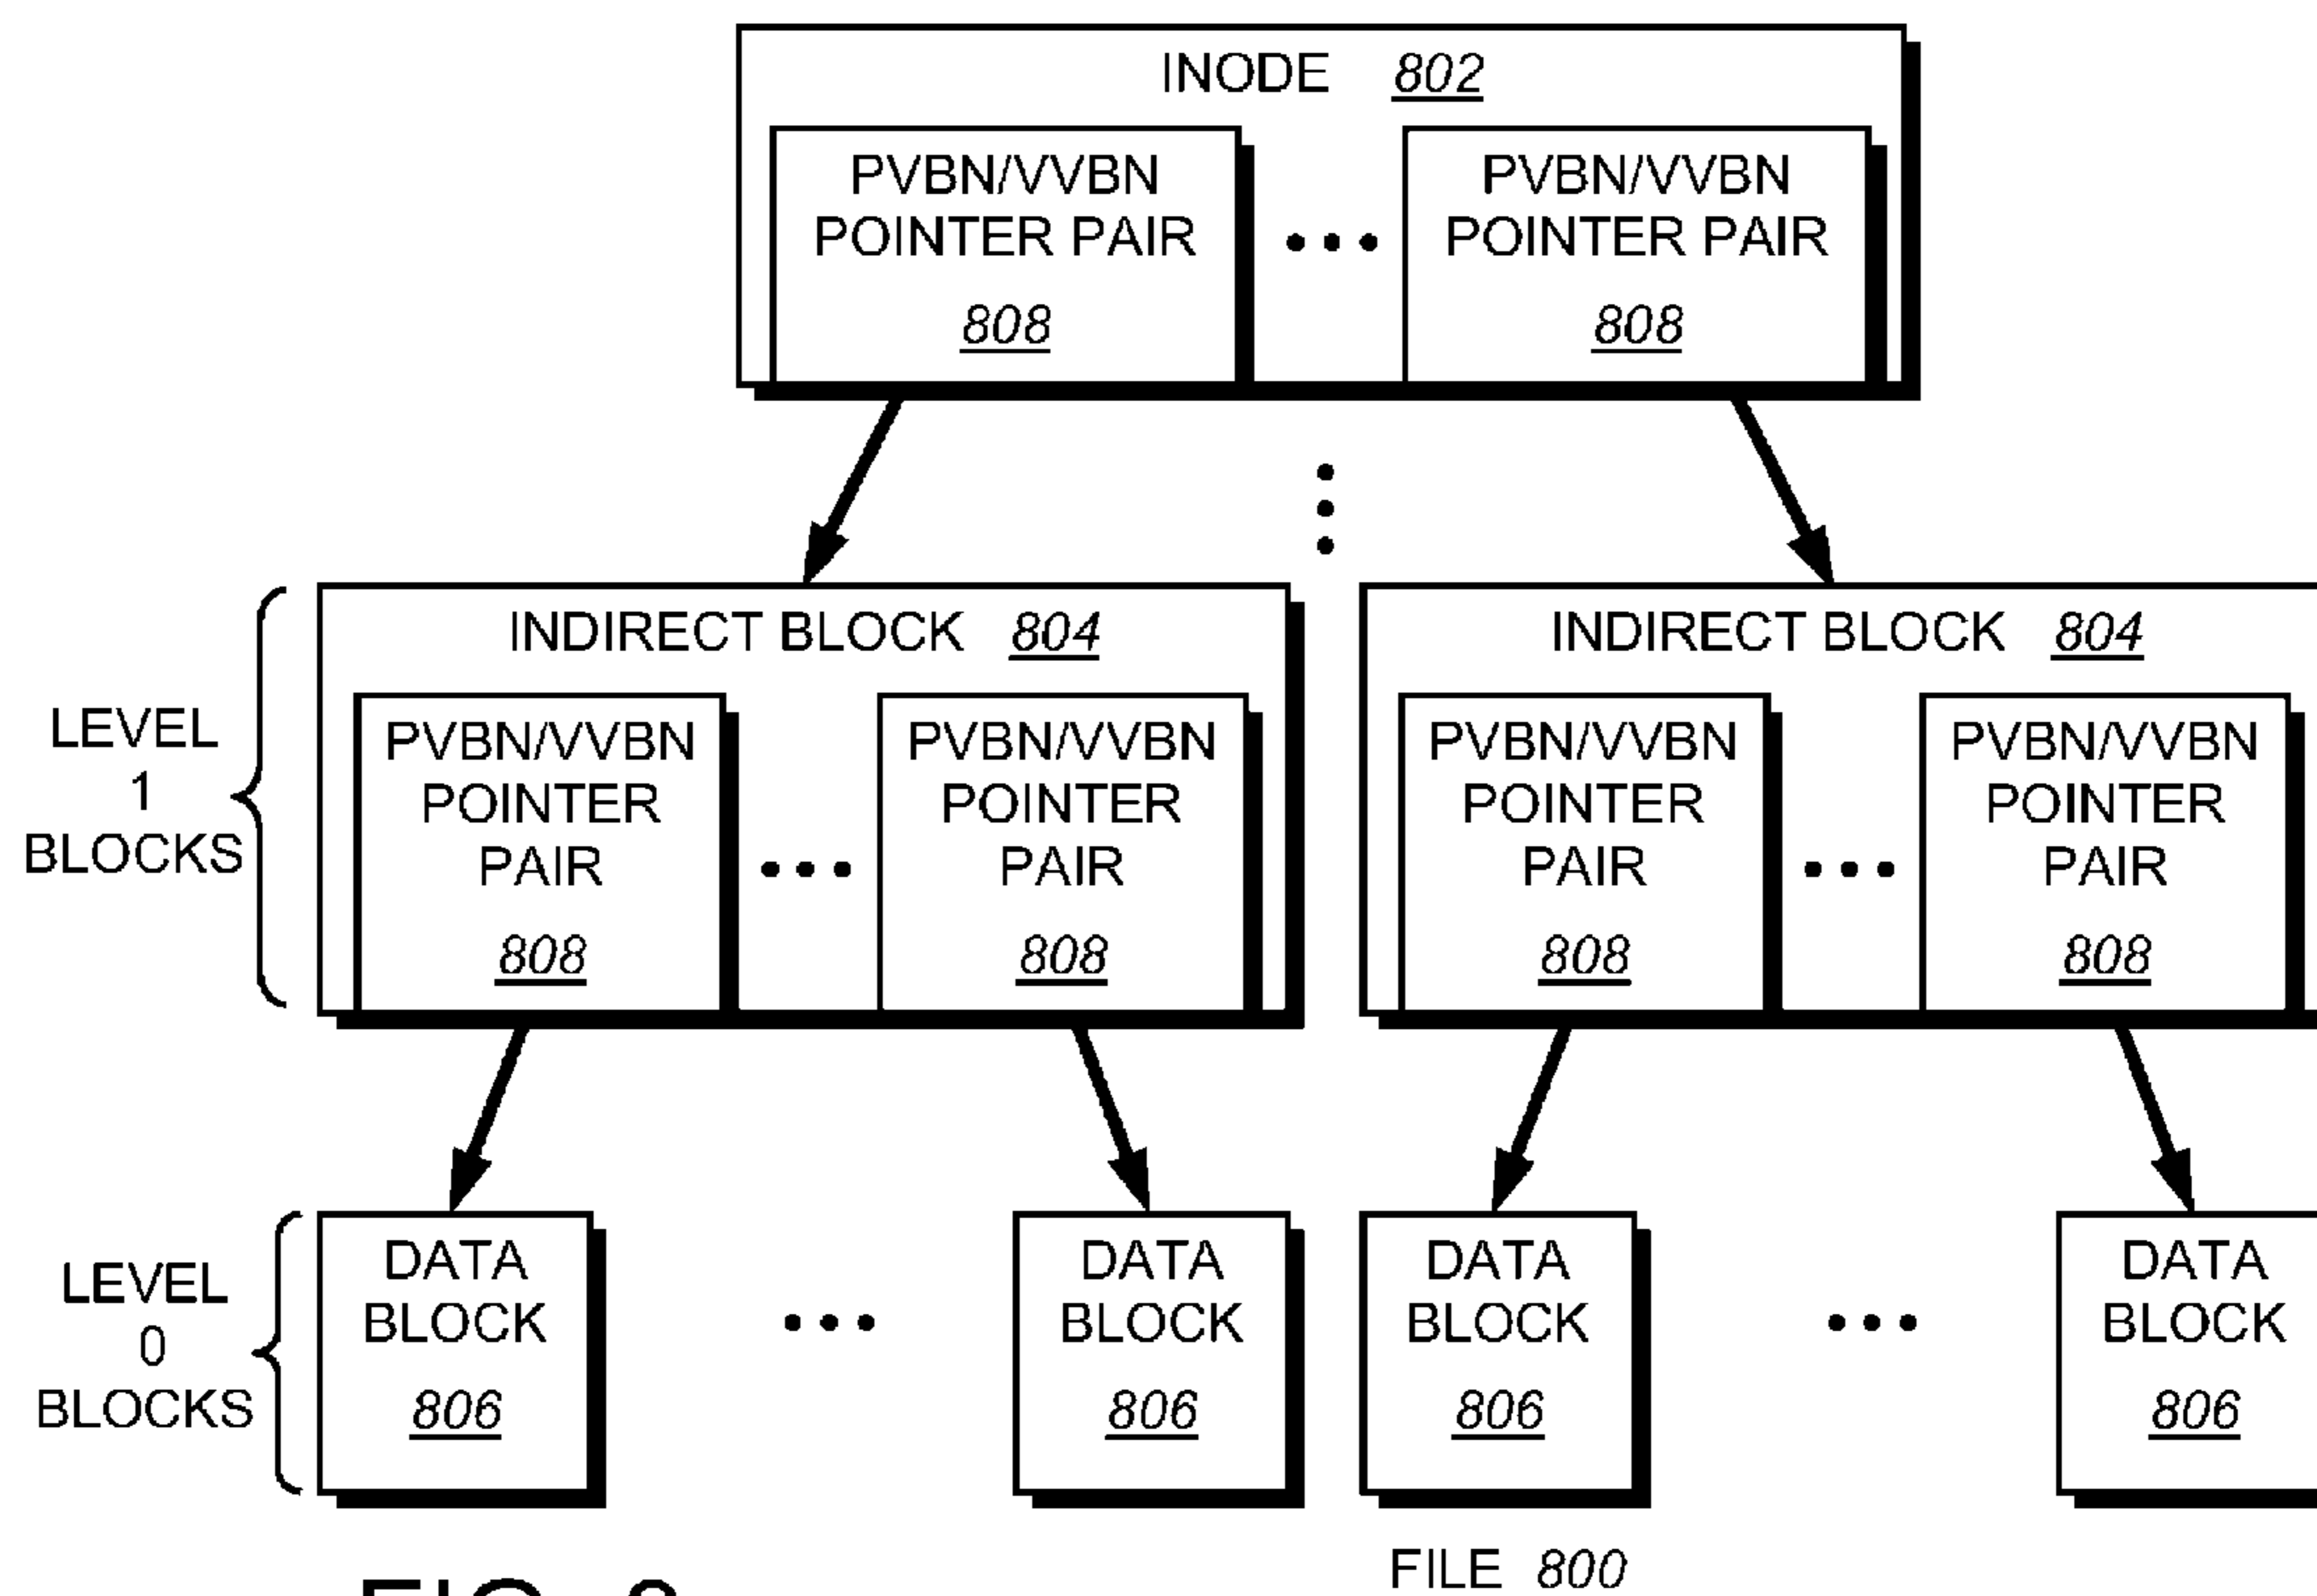 INODE 802
PVBN/VVBN
POINTER PAIR
808
PVBN/VVBN
POINTER PAIR
808
LEVEL
1
BLOCKS
INDIRECT BLOCK 804
PVBN/VVBN
POINTER
PAIR
808
PVBN/VVBN
POINTER
PAIR
808
INDIRECT BLOCK 804
PVBN/VVBN
POINTER
PAIR
808
PVBN/VVBN
POINTER
PAIR
808
LEVEL
0
BLOCKS
DATA
BLOCK
806
DATA
BLOCK
806
DATA
BLOCK
806
DATA
BLOCK
806
FILE 800
FIG.